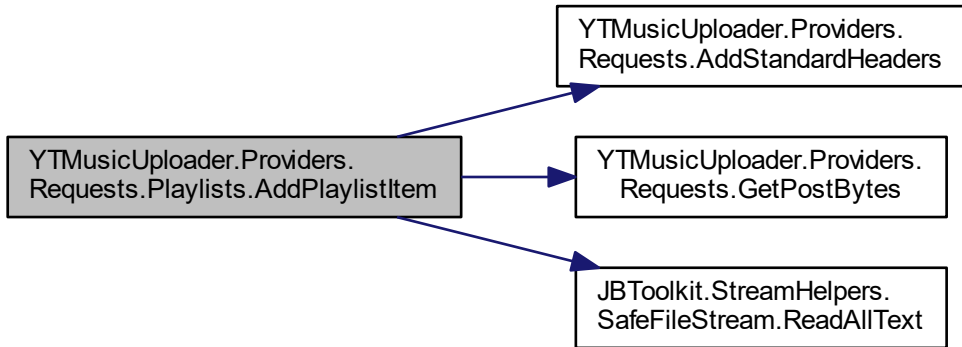 YTMusicUploader.Providers.
Requests.AddStandardHeaders
YTMusicUploader.Providers.
Requests.Playlists.AddPlaylistItem
YTMusicUploader.Providers.
Requests.GetPostBytes
JBToolkit.StreamHelpers.
SafeFileStream.ReadAllText